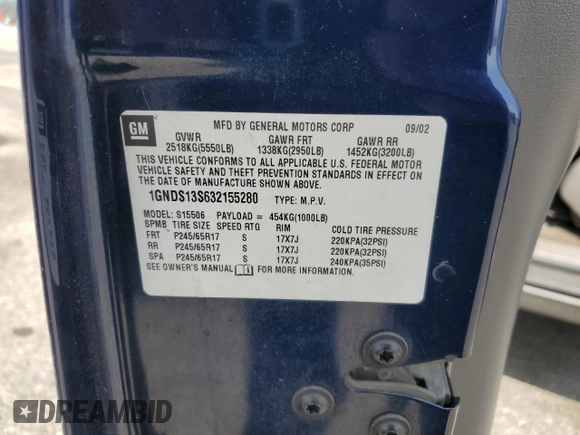 GM
MFD BY GENERAL MOTORS CORP 09/02
GVWR GAWR FRT GAWR RR
2518KG(5550LB) 1338KG(2950LB) 1452KG(3200LB)
THIS VEHICLE CONFORMS TO ALL APPLICABLE U.S. FEDERAL MOTOR
VEHICLE SAFETY AND THEFT PREVENTION STANDARDS IN EFFECT ON
THE DATE OF MANUFACTURE SHOWN ABOVE.
1GNDS13S632155280 TYPE: M.P.V.
MODEL: S15506 PAYLOAD = 454KG(1000LB)
SPMB TIRE SIZE SPEED RTG RIM COLD TIRE PRESSURE
FRT P245/65R17 S 17X7J 220KPA(32PSI)
RR P245/65R17 S 17X7J 220KPA(32PSI)
SPA P245/65R17 S 17X7J 240KPA(35PSI)
SEE OWNER'S MANUAL FOR MORE INFORMATION.
DREAMBID